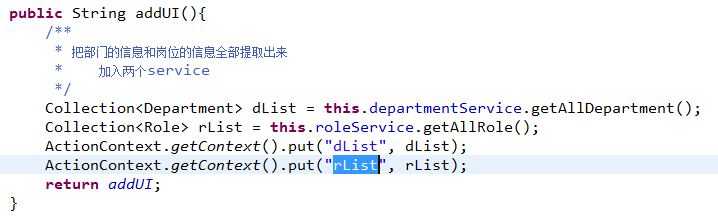 public String addUI(){
/**
* 把部门的信息和岗位的信息全部提取出来
* 加入两个service
*/
Collection<Department> dList = this.departmentService.getAllDepartment();
Collection<Role> rList = this.roleService.getAllRole();
ActionContext.getContext().put("dList", dList);
ActionContext.getContext().put("rList", rList);
return addUI;
}